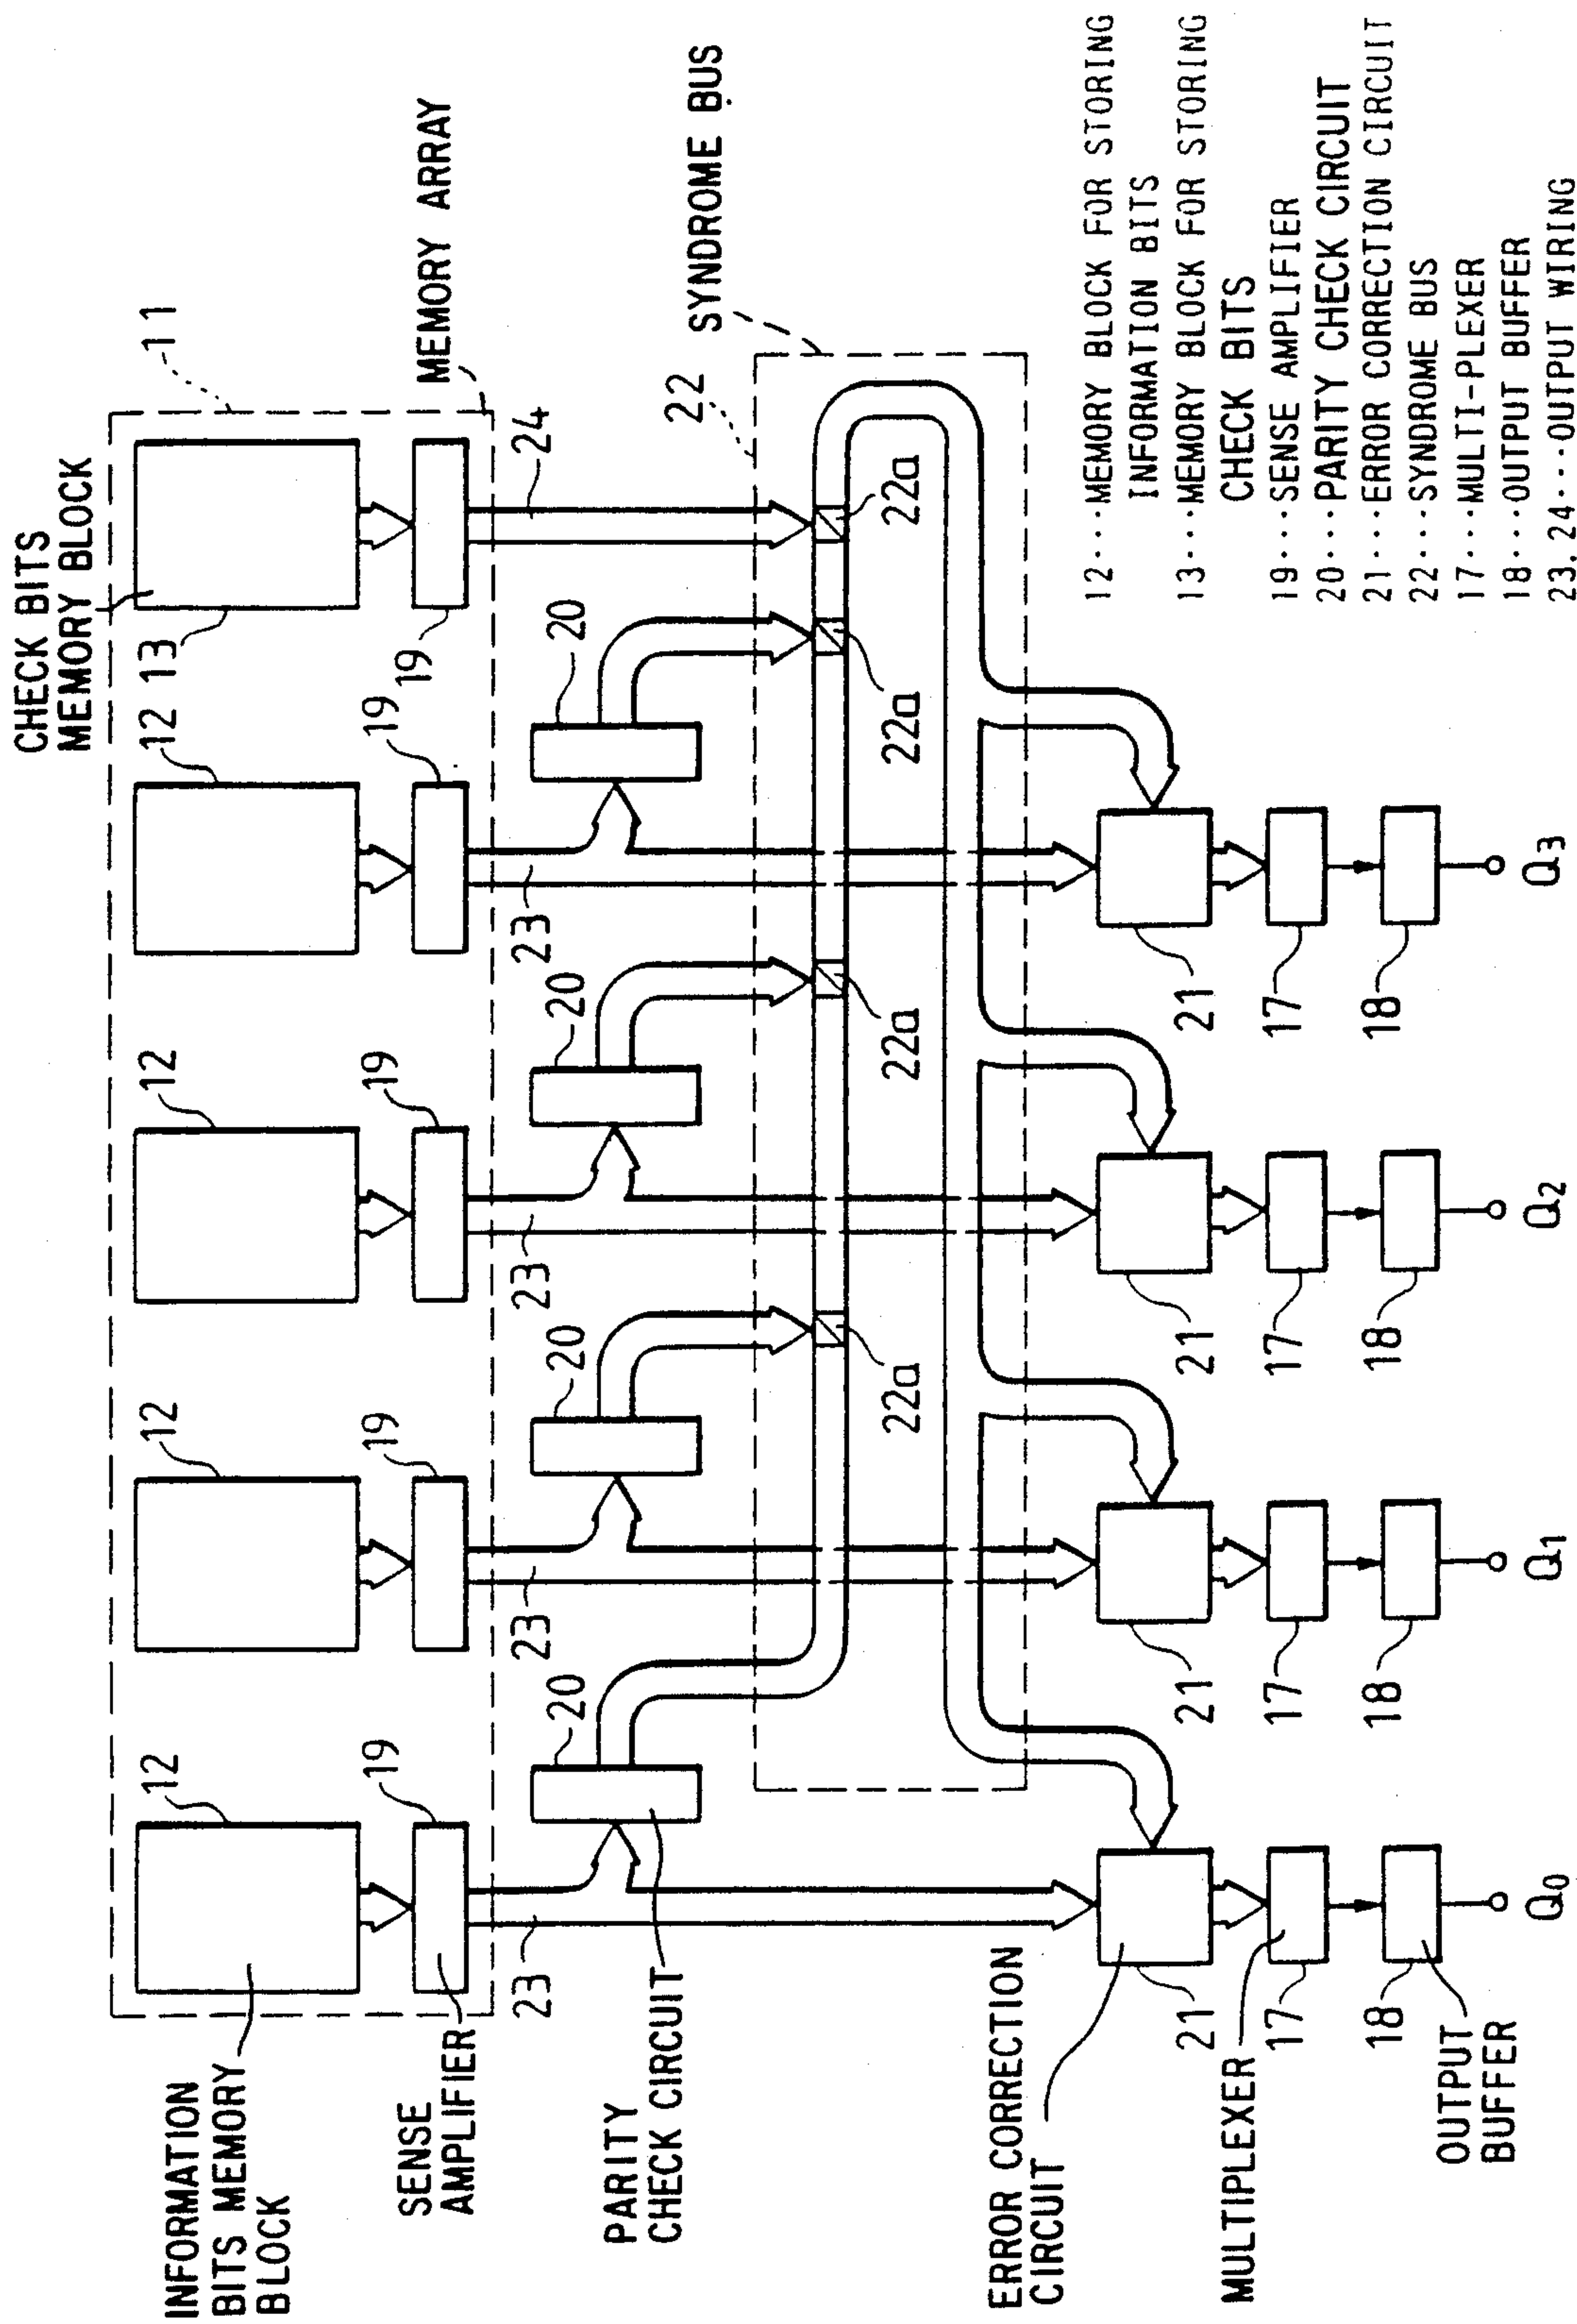 CHECK BITS
MEMORY BLOCK
11
MEMORY ARRAY
12
12
12
12
13
19
19
19
19
19
INFORMATION
BITS MEMORY
BLOCK
SENSE
AMPLIFIER
23
23
23
23
24
20
20
20
20
PARITY
CHECK CIRCUIT
22
SYNDROME BUS
22a
22a
22a
22a
ERROR CORRECTION
CIRCUIT
21
21
21
21
MULTIPLEXER
17
17
17
17
18
18
18
18
OUTPUT
BUFFER
Q0
Q1
Q2
Q3
12···MEMORY BLOCK FOR STORING
INFORMATION BITS
13···MEMORY BLOCK FOR STORING
CHECK BITS
19···SENSE AMPLIFIER
20···PARITY CHECK CIRCUIT
21···ERROR CORRECTION CIRCUIT
22···SYNDROME BUS
17···MULTI-PLEXER
18···OUTPUT BUFFER
23, 24···OUTPUT WIRING